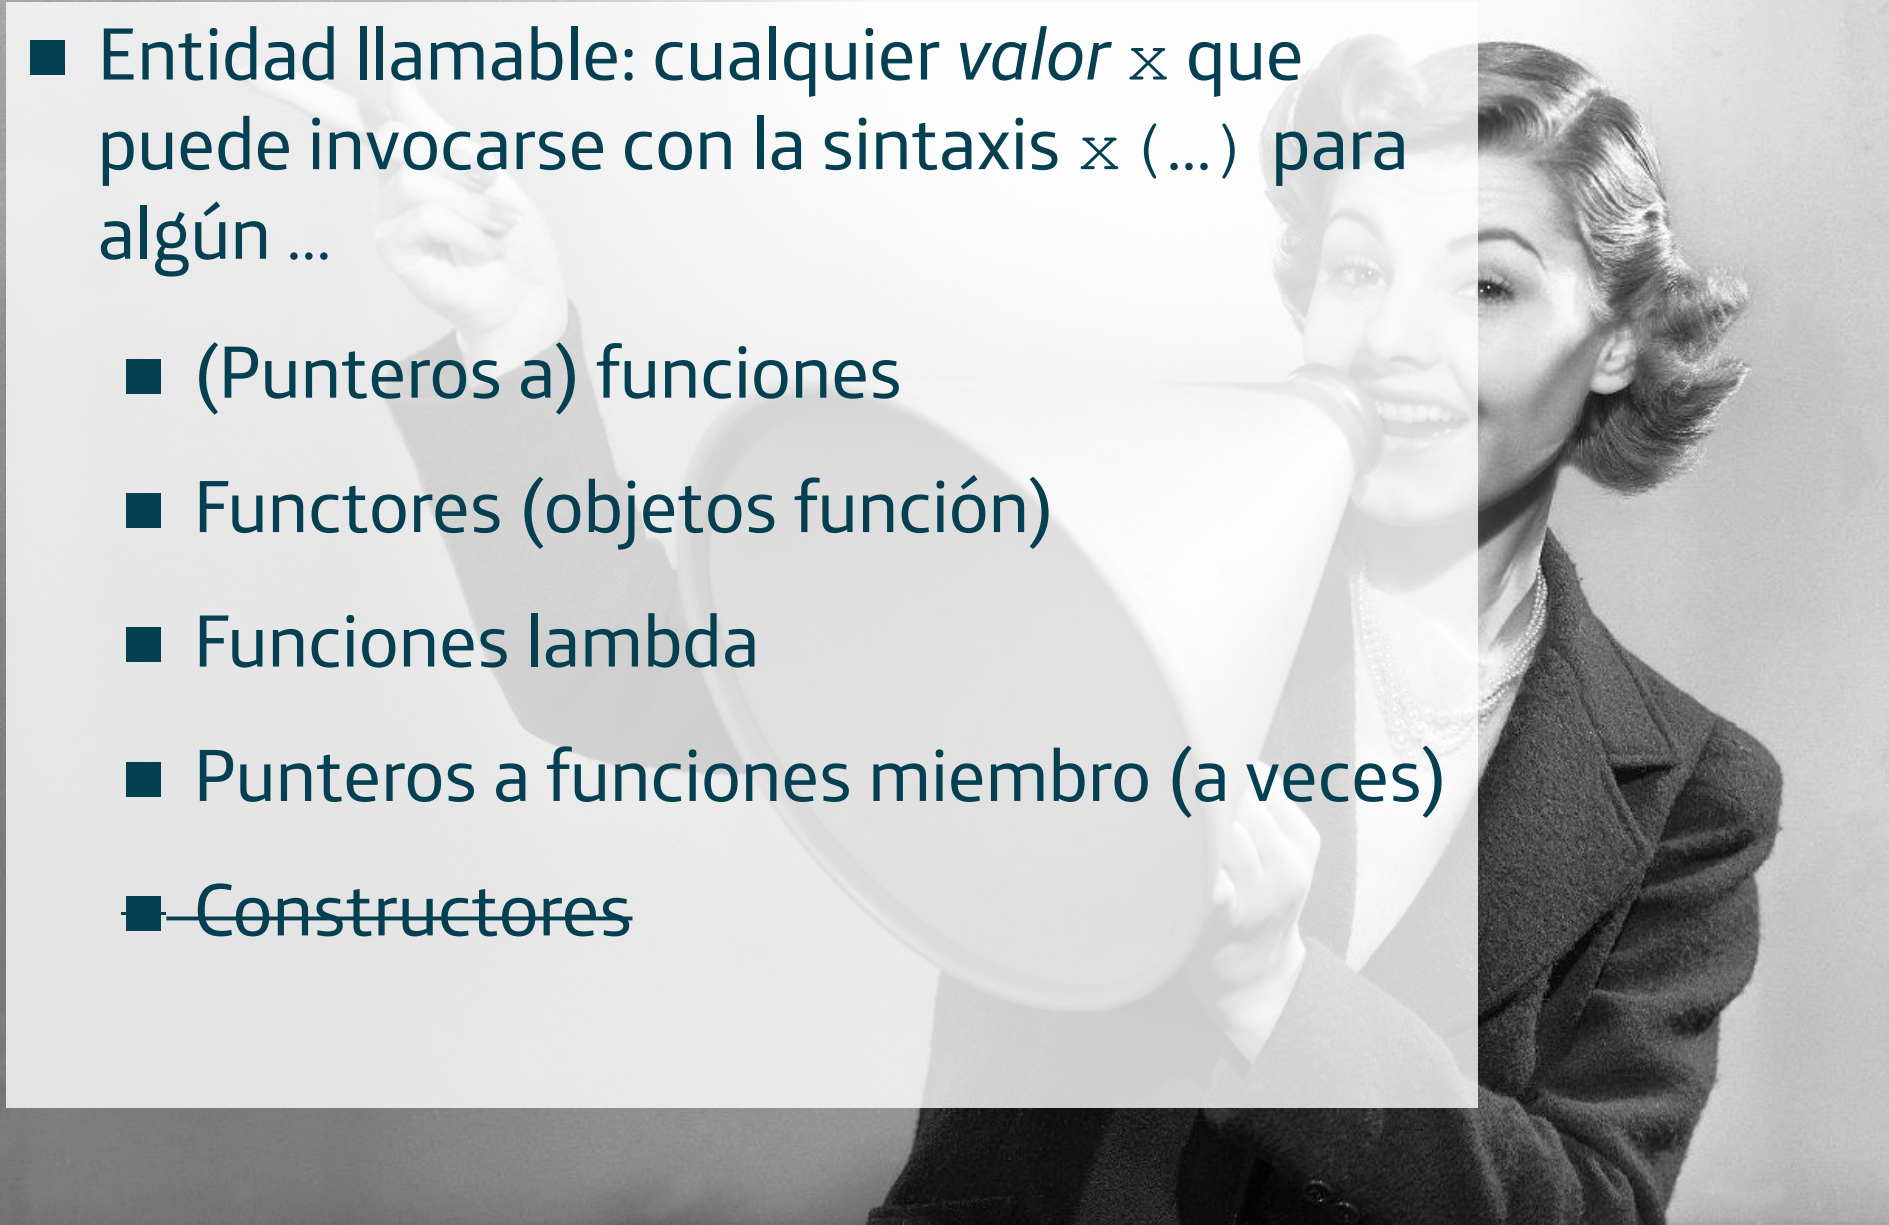 Entidad llamable: cualquier valor x que
puede invocarse con la sintaxis x(…) para
algún …
(Punteros a) funciones
Functores (objetos función)
Funciones lambda
Punteros a funciones miembro (a veces)
Constructores